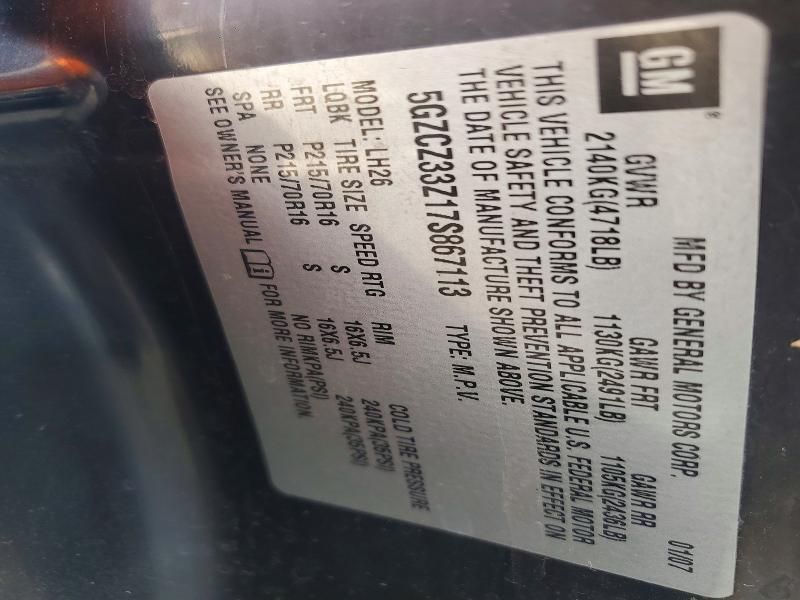 GM®
MFD BY GENERAL MOTORS CORP. 01/07
GVWR GAWR FRT GAWR RR
2140KG(4718LB) 1130KG(2491LB) 1105KG(2436LB)
THIS VEHICLE CONFORMS TO ALL APPLICABLE U.S. FEDERAL MOTOR
VEHICLE SAFETY AND THEFT PREVENTION STANDARDS IN EFFECT ON
THE DATE OF MANUFACTURE SHOWN ABOVE.
5GZCZ33Z17S867113 TYPE: M.P.V.
MODEL: LH26 COLD TIRE PRESSURE
LQBK TIRE SIZE SPEED RTG RIM
FRT P215/70R16 S 16X6.5J 240KPA(35PSI)
RR P215/70R16 S 16X6.5J 240KPA(35PSI)
SPA NONE NO RIMKPA(PSI)
SEE OWNER'S MANUAL FOR MORE INFORMATION.